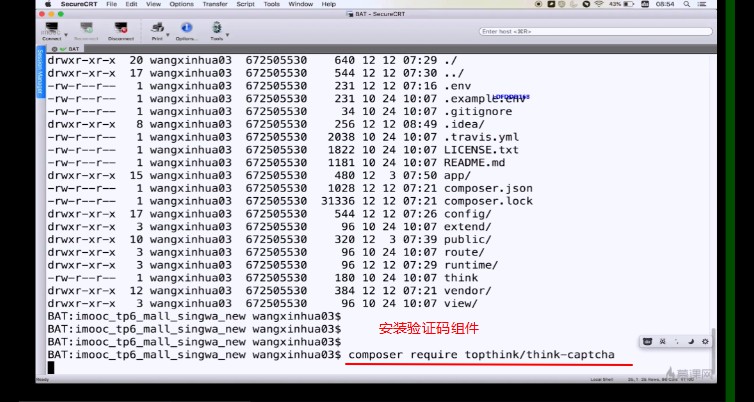 SecureCRT File Edit View Options Transfer Script Tools Window Help 43% 08:54
BAT - SecureCRT
Connect Reconnect Disconnect Print Options... Tools
Enter host <⌘R>
Session Manager
BAT
drwxr-xr-x 20 wangxinhua03 672505530 640 12 12 07:29 ./
drwxr-xr-x 17 wangxinhua03 672505530 544 12 12 07:30 ../
-rw-r--r-- 1 wangxinhua03 672505530 231 12 12 07:16 .env
-rw-r--r-- 1 wangxinhua03 672505530 231 10 24 10:07 .example.env
-rw-r--r-- 1 wangxinhua03 672505530 34 10 24 10:07 .gitignore
drwxr-xr-x 8 wangxinhua03 672505530 256 12 12 08:49 .idea/
-rw-r--r-- 1 wangxinhua03 672505530 2038 10 24 10:07 .travis.yml
-rw-r--r-- 1 wangxinhua03 672505530 1822 10 24 10:07 LICENSE.txt
-rw-r--r-- 1 wangxinhua03 672505530 1181 10 24 10:07 README.md
drwxr-xr-x 15 wangxinhua03 672505530 480 12 3 07:50 app/
-rw-r--r-- 1 wangxinhua03 672505530 1028 12 12 07:21 composer.json
-rw-r--r-- 1 wangxinhua03 672505530 31336 12 12 07:21 composer.lock
drwxr-xr-x 17 wangxinhua03 672505530 544 12 12 07:26 config/
drwxr-xr-x 3 wangxinhua03 672505530 96 10 24 10:07 extend/
drwxr-xr-x 10 wangxinhua03 672505530 320 12 3 07:39 public/
drwxr-xr-x 3 wangxinhua03 672505530 96 10 24 10:07 route/
drwxr-xr-x 3 wangxinhua03 672505530 96 12 12 07:29 runtime/
-rw-r--r-- 1 wangxinhua03 672505530 180 10 24 10:07 think
drwxr-xr-x 12 wangxinhua03 672505530 384 12 12 07:21 vendor/
drwxr-xr-x 3 wangxinhua03 672505530 96 10 24 10:07 view/
BAT:imooc_tp6_mall_singwa_new wangxinhua03$
BAT:imooc_tp6_mall_singwa_new wangxinhua03$
安装验证码组件
BAT:imooc_tp6_mall_singwa_new wangxinhua03$
BAT:imooc_tp6_mall_singwa_new wangxinhua03$ composer require topthink/think-captcha
慕课网
Ready
Local Shell